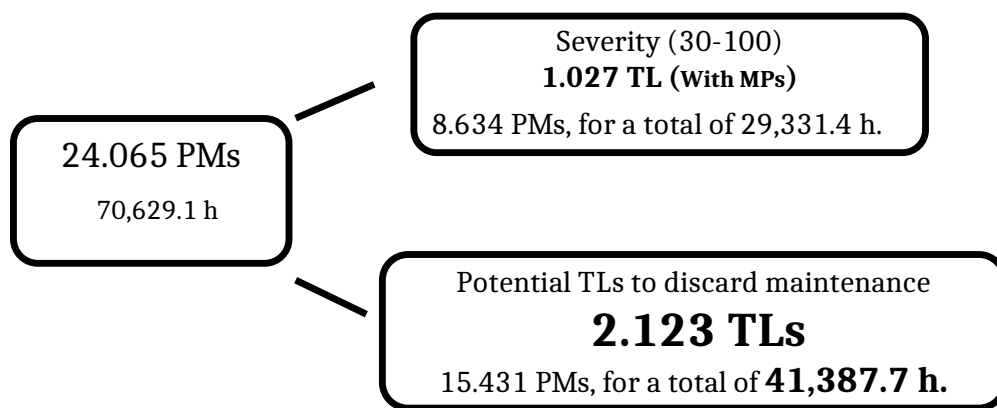 Severity (30-100)
1.027 TL (With MPs)
8.634 PMs, for a total of 29,331.4 h.
24.065 PMs
70,629.1 h
Potential TLs to discard maintenance
2.123 TLs
15.431 PMs, for a total of 41,387.7 h.